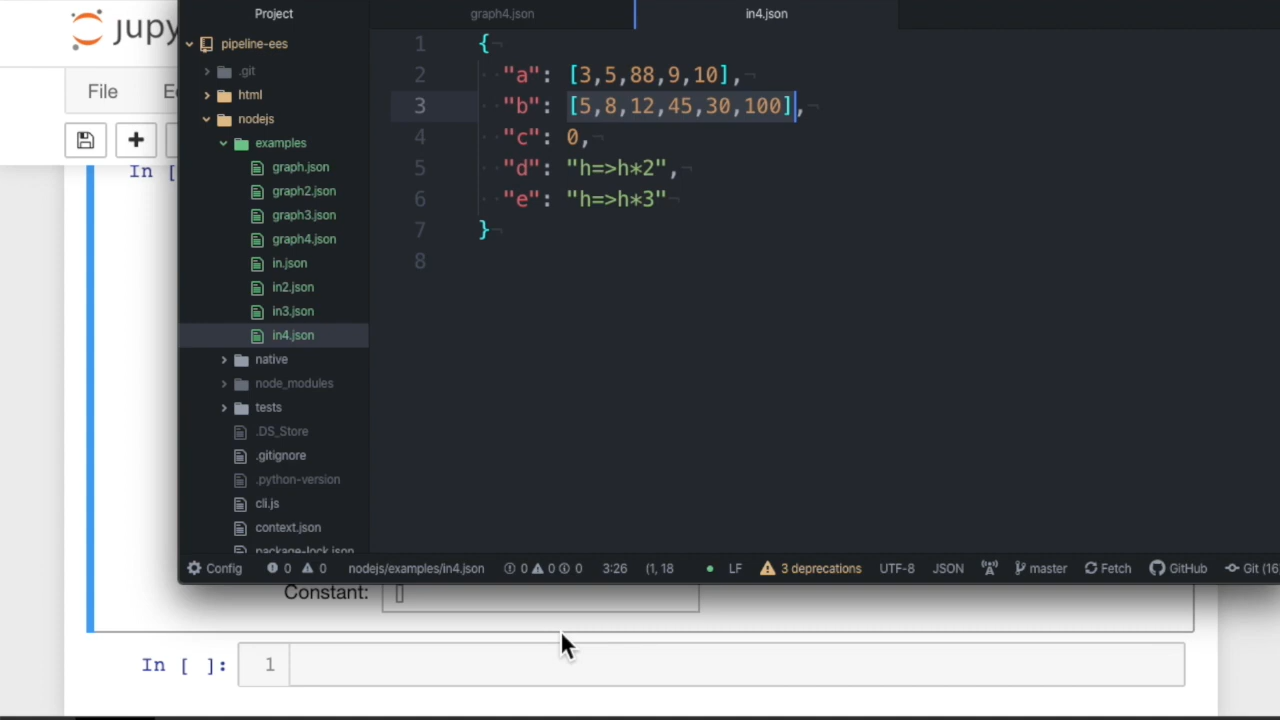 jupy
File
In [
Project
pipeline-ees
.git
html
nodejs
examples
graph.json
graph2.json
graph3.json
graph4.json
in.json
in2.json
in3.json
in4.json
native
node_modules
tests
.DS_Store
.gitignore
.python-version
cli.js
context.json
package-lock.json
graph4.json
in4.json
1 {
2 "a": [3,5,88,9,10],
3 "b": [5,8,12,45,30,100],
4 "c": 0,
5 "d": "h=>h*2",
6 "e": "h=>h*3"
7 }
8
Config 0 0 nodejs/examples/in4.json 0 0 0 3:26 (1, 18 LF 3 deprecations UTF-8 JSON master Fetch GitHub Git (16
Constant: []
In [ ]: 1